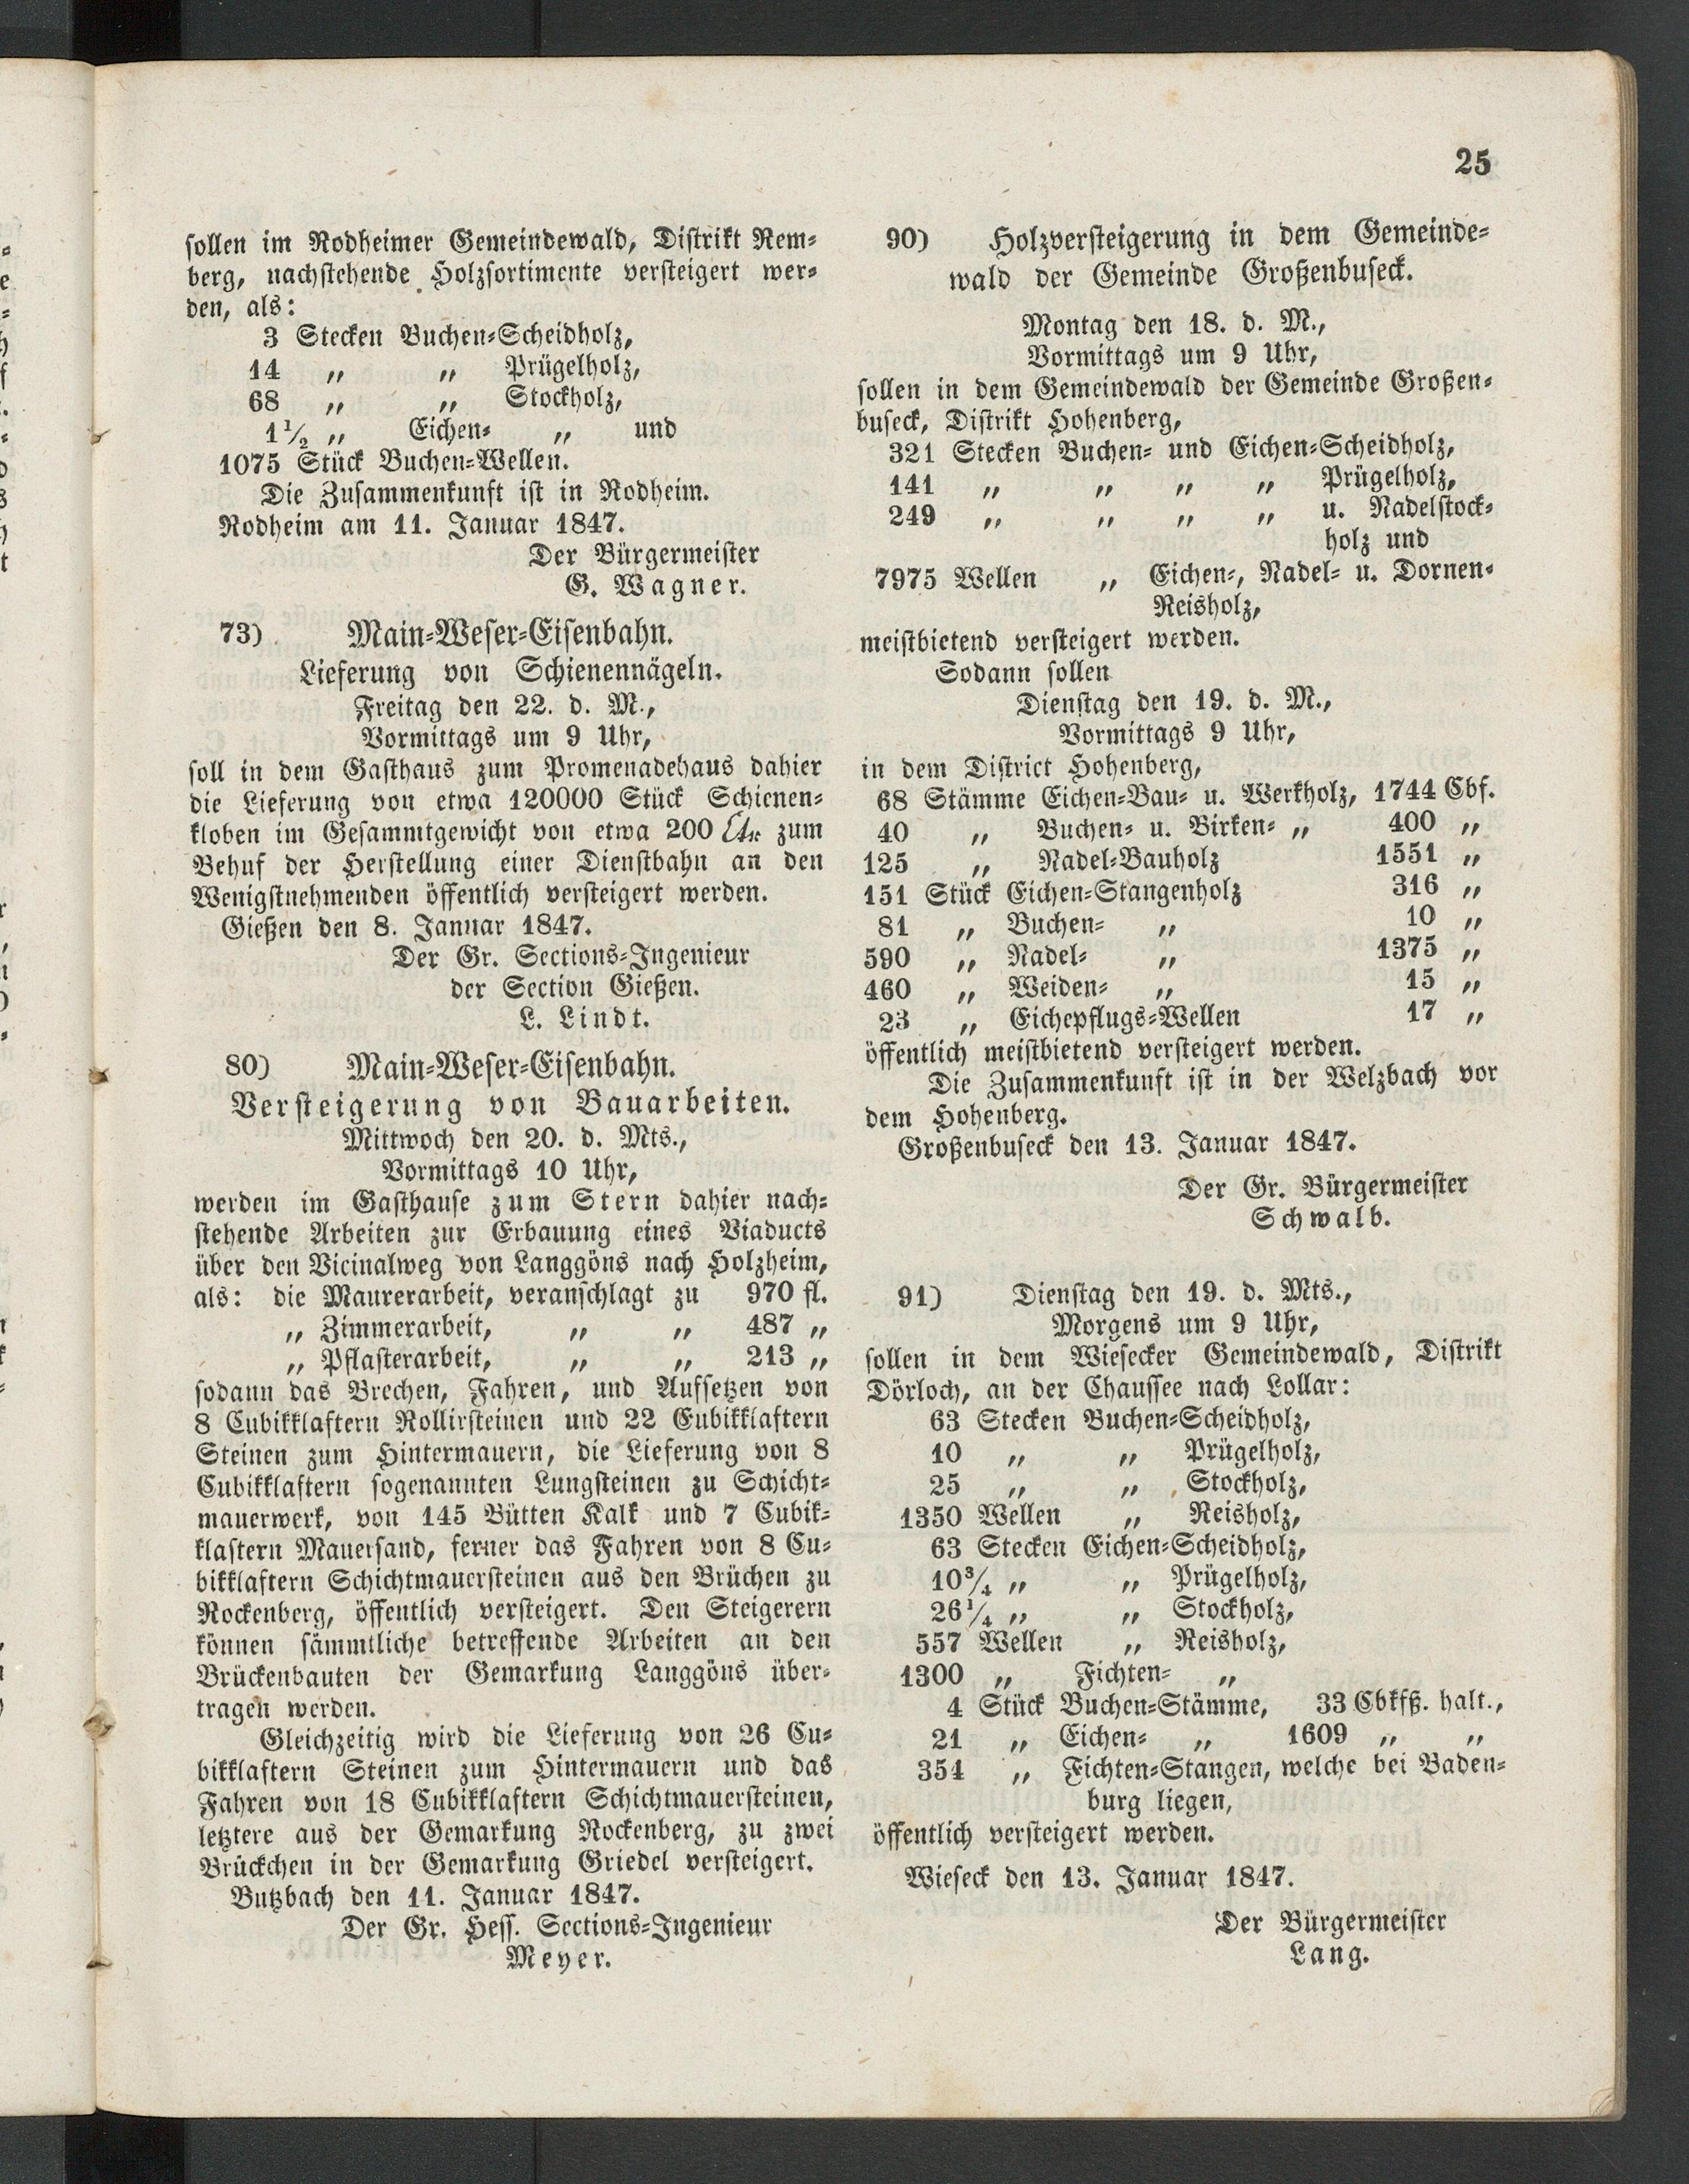 25
sollen im Rodheimer Gemeindewald, Distrikt Rem-
berg, nachstehende Holzsortimente versteigert wer-
den, als:
3 Stecken Buchen-Scheidholz,
14 „ „ Prügelholz,
68 „ „ Stockholz,
1½ „ Eichen- „ und
1075 Stück Buchen-Wellen.
Die Zusammenkunft ist in Rodheim.
Rodheim am 11. Januar 1847.
Der Bürgermeister
G. Wagner.
73) Main-Weser-Eisenbahn.
Lieferung von Schienennägeln.
Freitag den 22. d. M.,
Vormittags um 9 Uhr,
soll in dem Gasthaus zum Promenadehaus dahier
die Lieferung von etwa 120000 Stück Schienen-
kloben im Gesammtgewicht von etwa 200 Ctr. zum
Behuf der Herstellung einer Dienstbahn an den
Wenigstnehmenden öffentlich versteigert werden.
Gießen den 8. Januar 1847.
Der Gr. Sections-Ingenieur
der Section Gießen.
L. Lindt.
80) Main-Weser-Eisenbahn.
Versteigerung von Bauarbeiten.
Mittwoch den 20. d. Mts.,
Vormittags 10 Uhr,
werden im Gasthause zum Stern dahier nach-
stehende Arbeiten zur Erbauung eines Viaducts
über den Vicinalweg von Langgöns nach Holzheim,
als: die Maurerarbeit, veranschlagt zu 970 fl.
„ Zimmerarbeit, „ „ 487 „
„ Pflasterarbeit, „ „ 213 „
sodann das Brechen, Fahren, und Aufsetzen von
8 Cubikklaftern Rollirsteinen und 22 Cubikklaftern
Steinen zum Hintermauern, die Lieferung von 8
Cubikklaftern sogenannten Lungsteinen zu Schicht-
mauerwerk, von 145 Bütten Kalk und 7 Cubik-
klaftern Mauersand, ferner das Fahren von 8 Cu-
bikklaftern Schichtmauersteinen aus den Brüchen zu
Rockenberg, öffentlich versteigert. Den Steigerern
können sämmtliche betreffende Arbeiten an den
Brückenbauten der Gemarkung Langgöns über-
tragen werden.
Gleichzeitig wird die Lieferung von 26 Cu-
bikklaftern Steinen zum Hintermauern und das
Fahren von 18 Cubikklaftern Schichtmauersteinen,
letztere aus der Gemarkung Rockenberg, zu zwei
Brückchen in der Gemarkung Griedel versteigert.
Butzbach den 11. Januar 1847.
Der Gr. Hess. Sections-Ingenieur
Meyer.
90) Holzversteigerung in dem Gemeinde-
wald der Gemeinde Großenbuseck.
Montag den 18. d. M.,
Vormittags um 9 Uhr,
sollen in dem Gemeindewald der Gemeinde Großen-
buseck, Distrikt Hohenberg,
321 Stecken Buchen- und Eichen-Scheidholz,
141 „ „ „ „ Prügelholz,
249 „ „ „ „ u. Nadelstock-
holz und
7975 Wellen „ Eichen-, Nadel- u. Dornen-
Reisholz,
meistbietend versteigert werden.
Sodann sollen
Dienstag den 19. d. M.,
Vormittags 9 Uhr,
in dem District Hohenberg,
68 Stämme Eichen-Bau- u. Werkholz, 1744 Cbf.
40 „ Buchen- u. Birken- „ 400 „
125 „ Nadel-Bauholz 1551 „
151 Stück Eichen-Stangenholz 316 „
81 „ Buchen- „ 10 „
590 „ Nadel- „ 1375 „
460 „ Weiden- „ 15 „
23 „ Eichepflugs-Wellen 17 „
öffentlich meistbietend versteigert werden.
Die Zusammenkunft ist in der Welzbach vor
dem Hohenberg.
Großenbuseck den 13. Januar 1847.
Der Gr. Bürgermeister
Schwalb.
91) Dienstag den 19. d. Mts.,
Morgens um 9 Uhr,
sollen in dem Wiesecker Gemeindewald, Distrikt
Dörloch, an der Chaussee nach Lollar:
63 Stecken Buchen-Scheidholz,
10 „ „ Prügelholz,
25 „ „ Stockholz,
1350 Wellen „ Reisholz,
63 Stecken Eichen-Scheidholz,
10¾ „ „ Prügelholz,
26¼ „ „ Stockholz,
557 Wellen „ Reisholz,
1300 „ Fichten- „
4 Stück Buchen-Stämme, 33 Cbkfß. halt.,
21 „ Eichen- „ 1609 „ „
354 „ Fichten-Stangen, welche bei Baden-
burg liegen,
öffentlich versteigert werden.
Wieseck den 13. Januar 1847.
Der Bürgermeister
Lang.